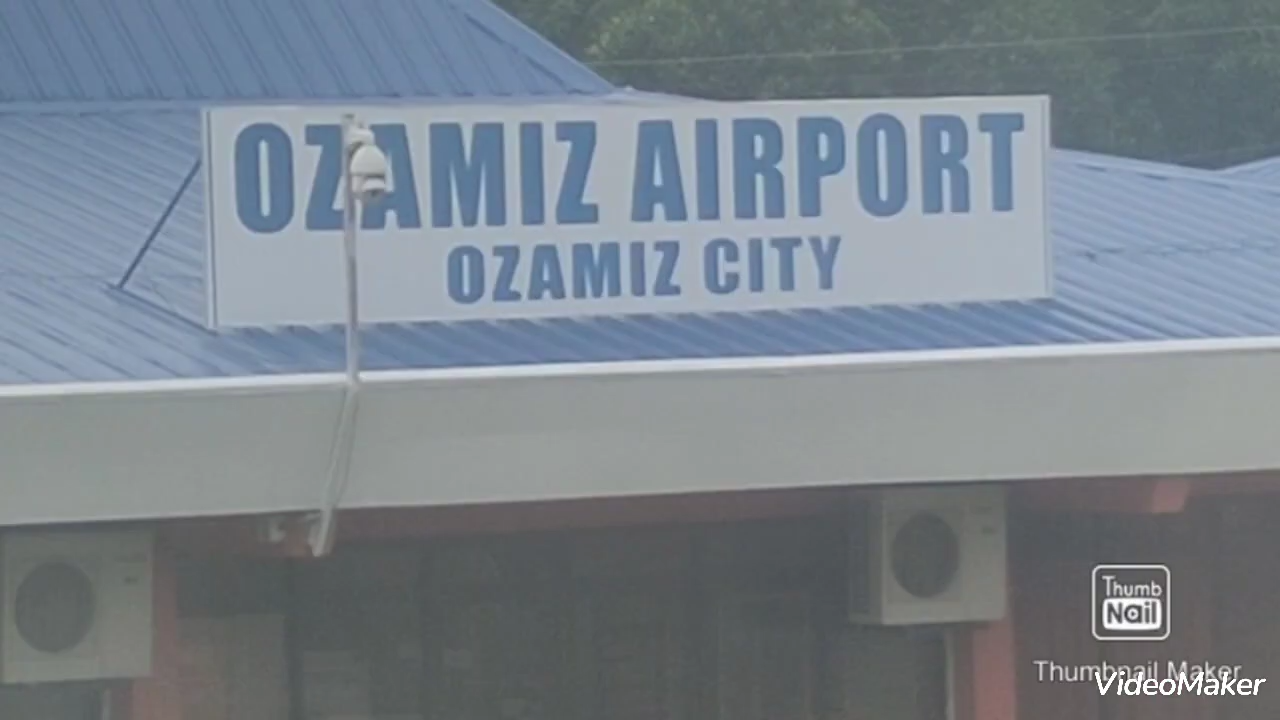 OZAMIZ AIRPORT
OZAMIZ CITY
Thumb
Nail
Thumbnail Maker
VideoMaker